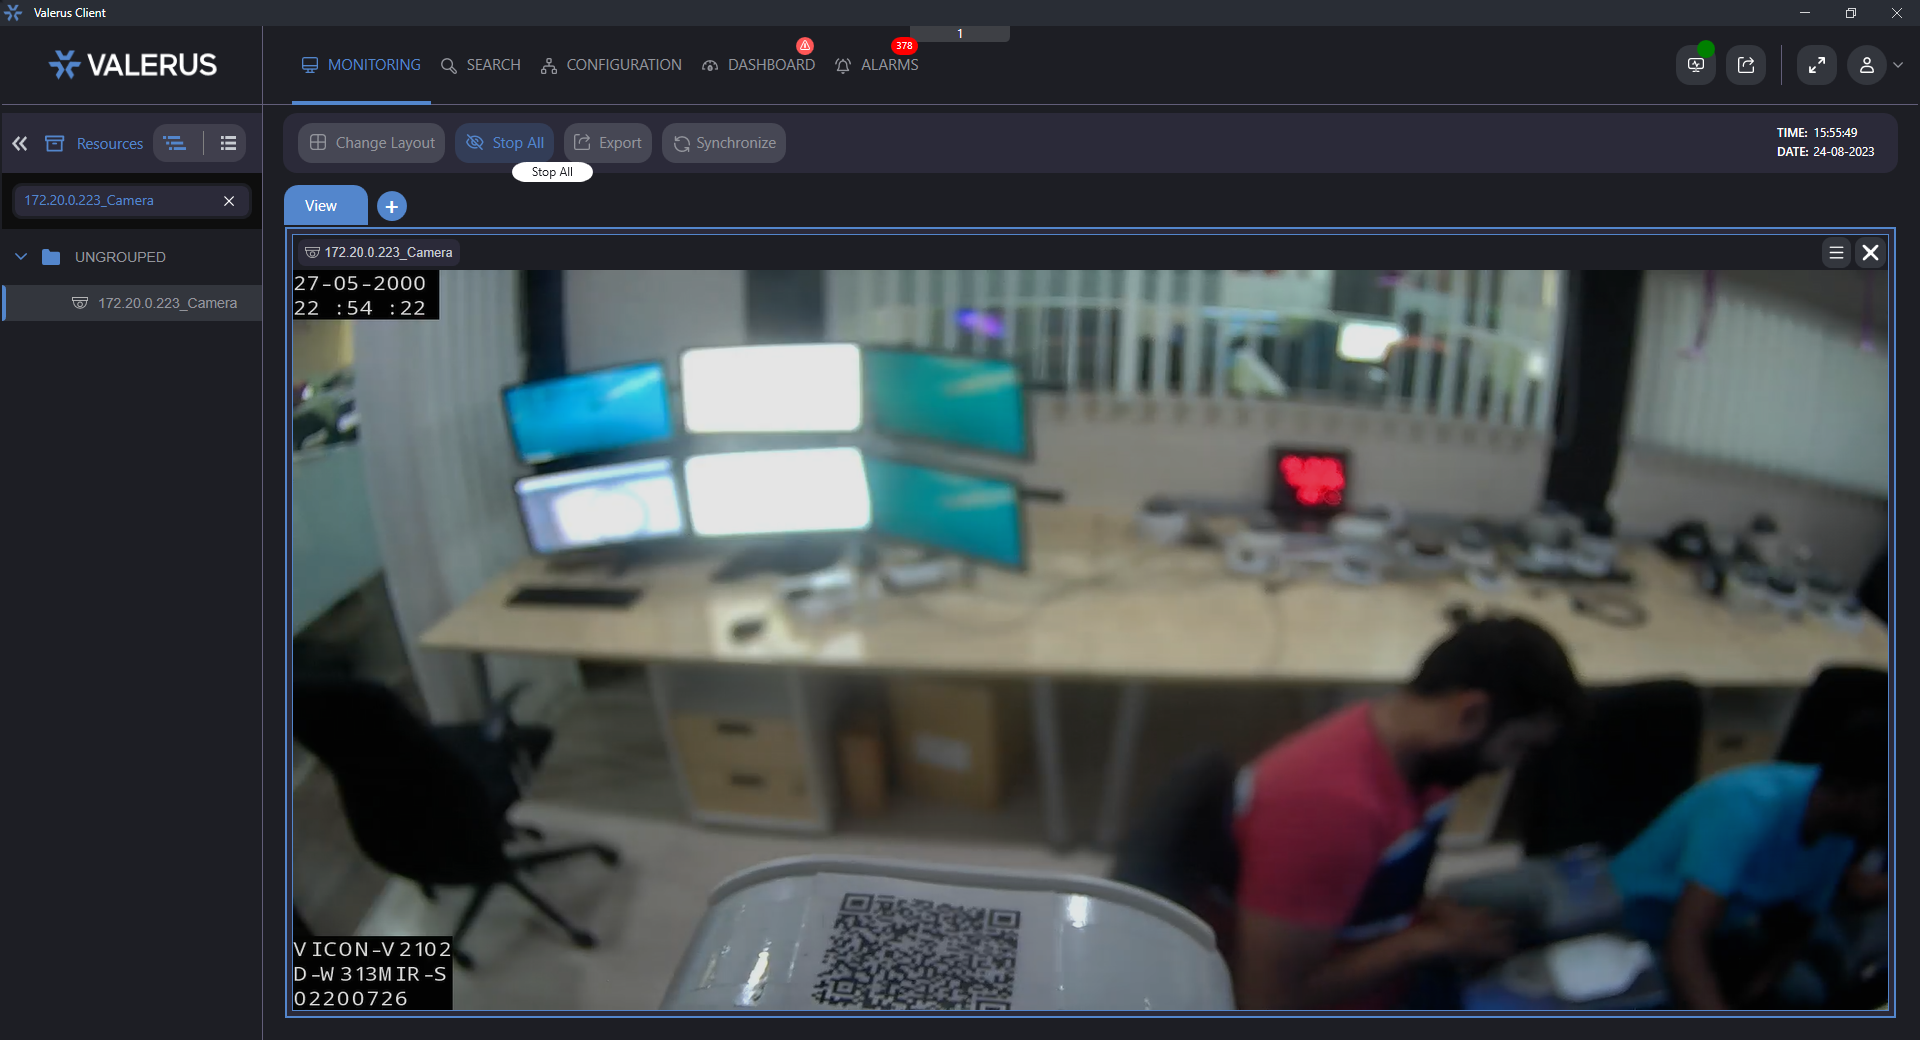 Valerus Client
1
VALERUS
MONITORING
SEARCH
CONFIGURATION
DASHBOARD
378
ALARMS
Resources
Change Layout
Stop All
Export
Synchronize
TIME: 15:55:49
DATE: 24-08-2023
Stop All
172.20.0.223_Camera
View
UNGROUPED
172.20.0.223_Camera
172.20.0.223_Camera
27-05-2000
22 :54 :22
VICON-V2102
D-W313MIR-S
02200726